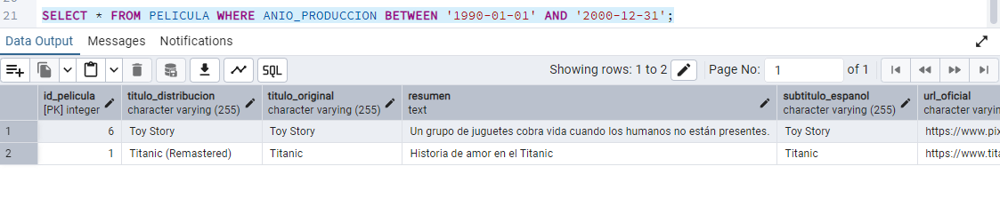 21 SELECT * FROM PELICULA WHERE ANIO_PRODUCCION BETWEEN '1990-01-01' AND '2000-12-31';
Data Output Messages Notifications
SQL Showing rows: 1 to 2 Page No: 1 of 1
id_pelicula titulo_distribucion titulo_original resumen subtitulo_espanol url_oficial
[PK] integer character varying (255) character varying (255) text character varying (255) character varyin
1 6 Toy Story Toy Story Un grupo de juguetes cobra vida cuando los humanos no están presentes. Toy Story https://www.pix
2 1 Titanic (Remastered) Titanic Historia de amor en el Titanic Titanic https://www.tita